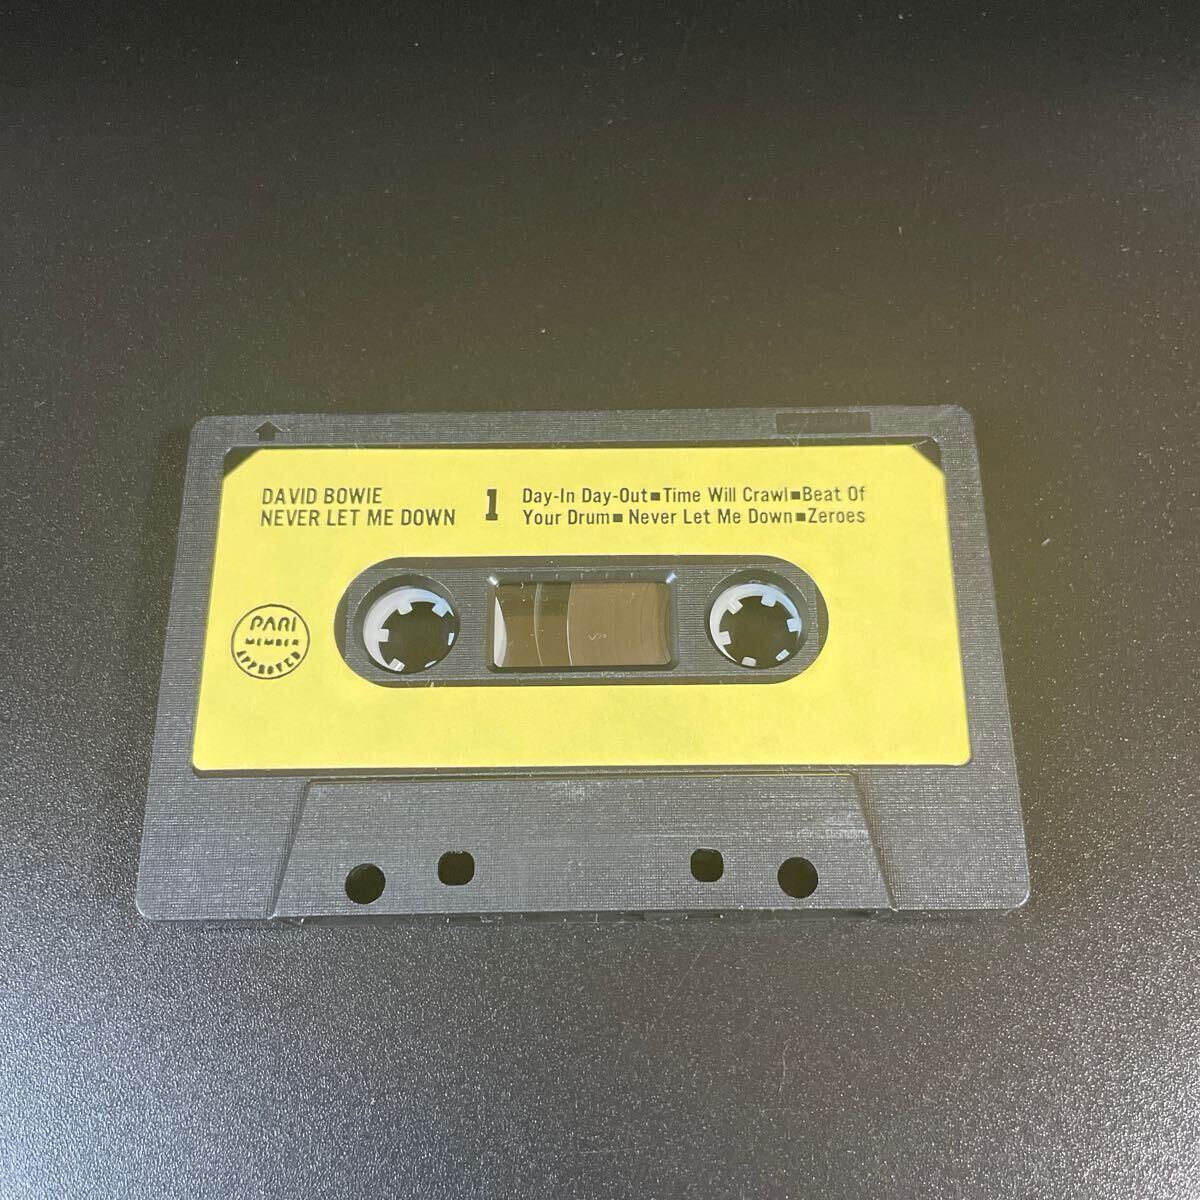 DAVID BOWIE
NEVER LET ME DOWN
1
Day-In Day-Out■Time Will Crawl■Beat Of
Your Drum■ Never Let Me Down■Zeroes
PARI
MEMBER
APPROVED